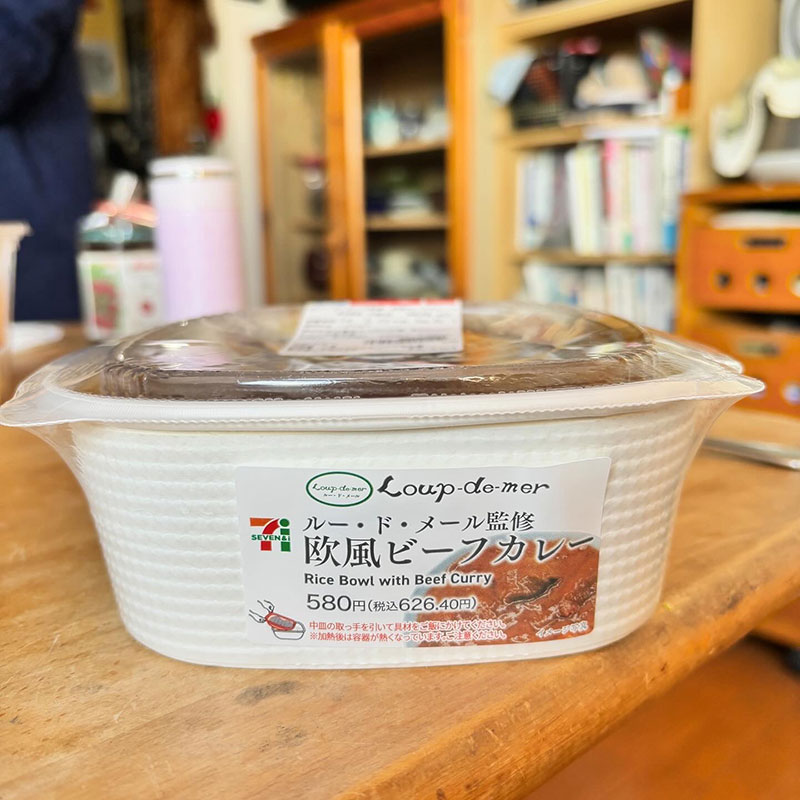 Loup-de-mer
ルー・ド・メール
Loup-de-mer
SEVEN&i
ルー・ド・メール監修
欧風ビーフカレー
Rice Bowl with Beef Curry
580円(税込626.40円)
中皿の取っ手を引いて具材をご飯にかけてください。
※加熱後は容器が熱くなっています。ご注意ください。
イメージ写真